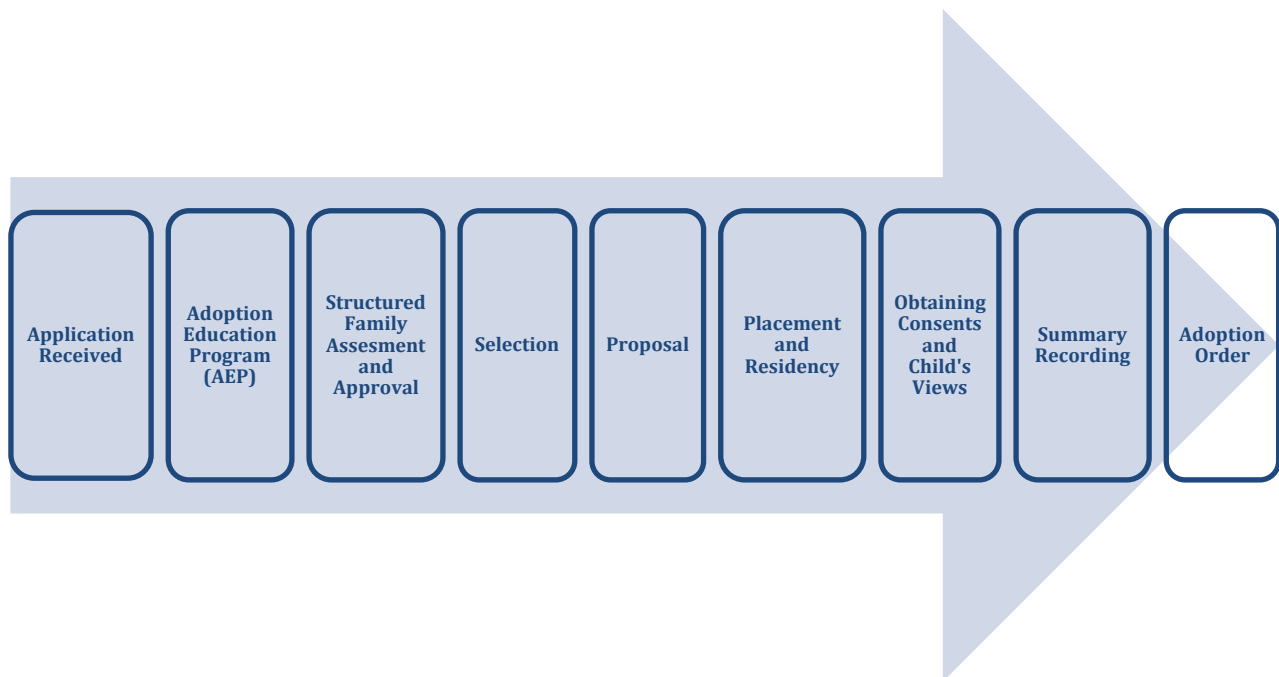 Application
Received
Adoption
Education
Program
(AEP)
Structured
Family
Assesment
and
Approval
Selection
Proposal
Placement
and
Residency
Obtaining
Consents
and
Child's
Views
Summary
Recording
Adoption
Order